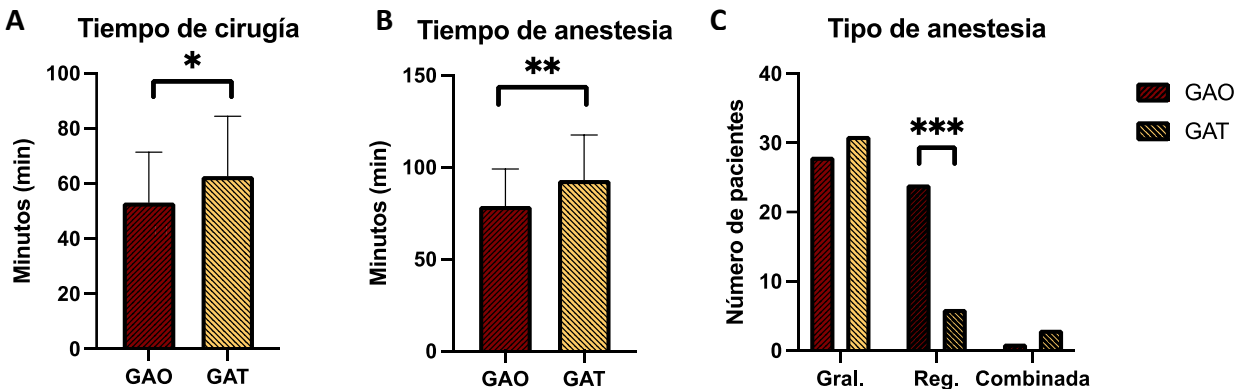 A
Tiempo de cirugía
Minutos (min)
100
80
60
40
20
0
*
GAO
GAT
B
Tiempo de anestesia
Minutos (min)
150
100
50
0
**
GAO
GAT
C
Tipo de anestesia
Número de pacientes
40
30
20
10
0
***
Gral.
Reg.
Combinada
GAO
GAT